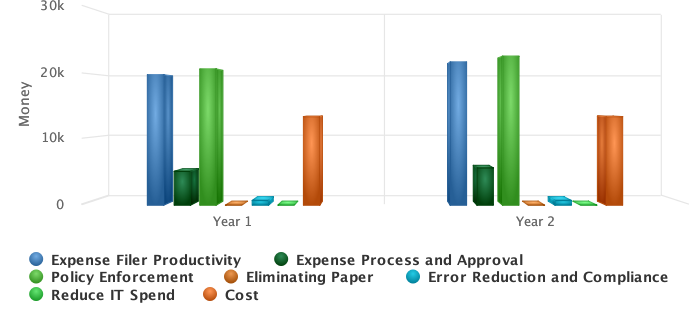 30k
20k
10k
0
Money
Year 1
Year 2
Expense Filer Productivity
Expense Process and Approval
Policy Enforcement
Eliminating Paper
Error Reduction and Compliance
Reduce IT Spend
Cost